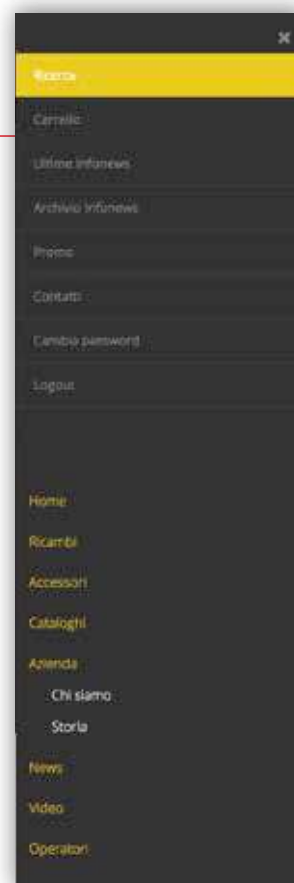 Ricerca
Carrello
Ultime Infonews
Archivio Infonews
Promo
Contatti
Cambia password
Logout
Home
Ricambi
Accessori
Cataloghi
Azienda
Chi siamo
Storia
News
Video
Operatori